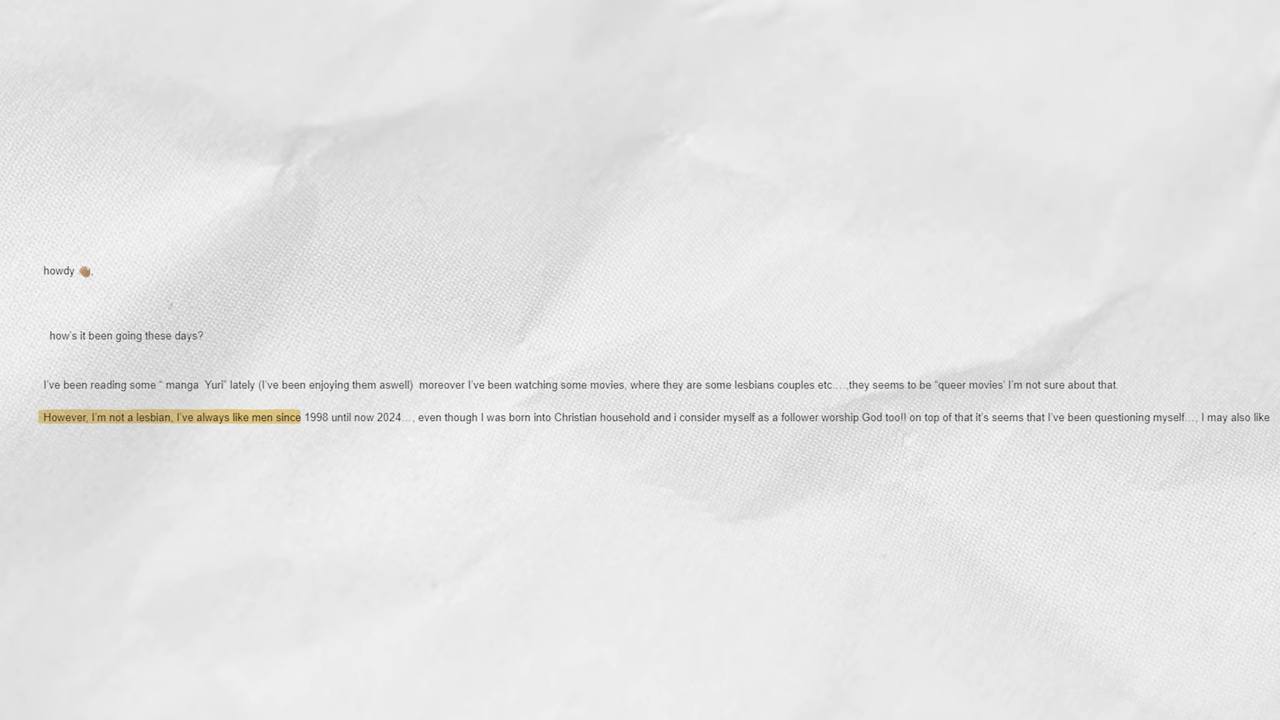 howdy 👋🏽.
how's it been going these days?
I've been reading some “ manga Yuri” lately (I've been enjoying them aswell) moreover I've been watching some movies, where they are some lesbians couples etc….,they seems to be “queer movies' I'm not sure about that.
However, I'm not a lesbian, I've always like men since 1998 until now 2024…, even though I was born into Christian household and i consider myself as a follower worship God too!! on top of that it's seems that I've been questioning myself…, I may also like